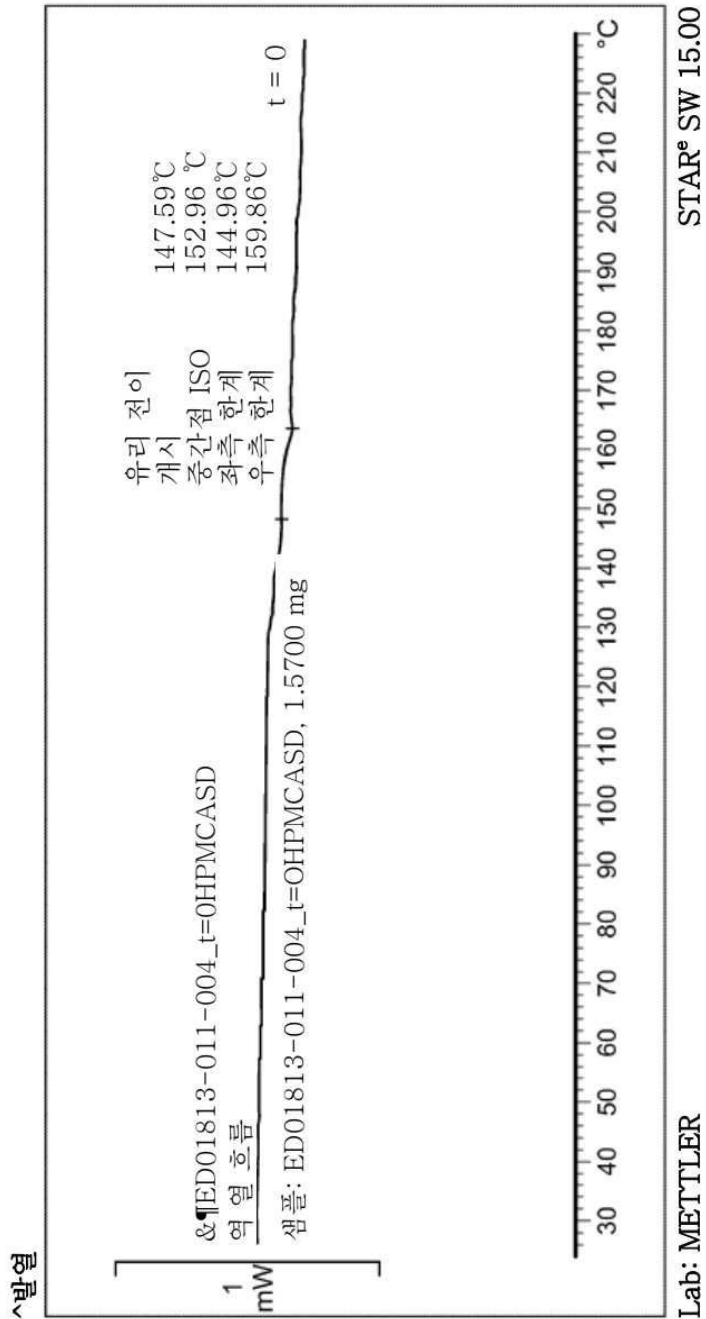 ^발열
&¶ED01813-011-004_t=0HPMCASD
역 열 흐름
샘플: ED01813-011-004_t=OHPMCASD, 1.5700 mg
유리 전이
개시 147.59℃
중간점 ISO 152.96 ℃
좌측 한계 144.96℃
우측 한계 159.86℃
t = 0
1
mW
30 40 50 60 70 80 90 100 110 120 130 140 150 160 170 180 190 200 210 220 °C
Lab: METTLER STARᵉ SW 15.00